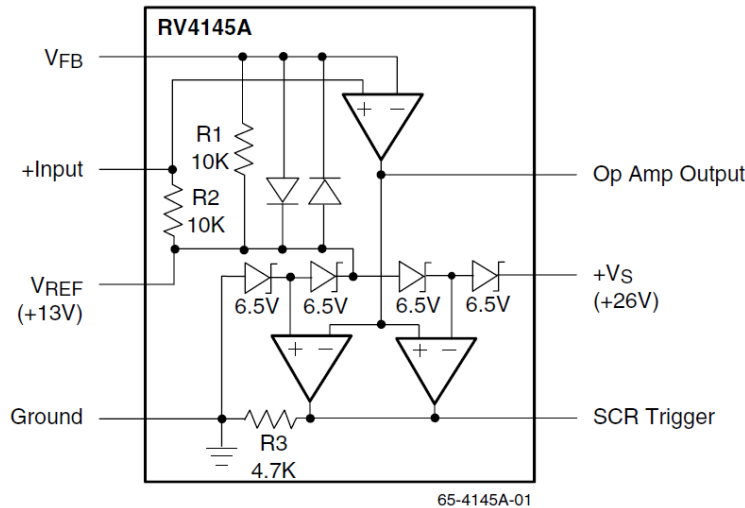 RV4145A
VFB
+ −
R1
10K
+Input
Op Amp Output
R2
10K
VREF
(+13V)
+VS
(+26V)
6.5V 6.5V 6.5V 6.5V
+ − + −
Ground
SCR Trigger
R3
4.7K
65-4145A-01